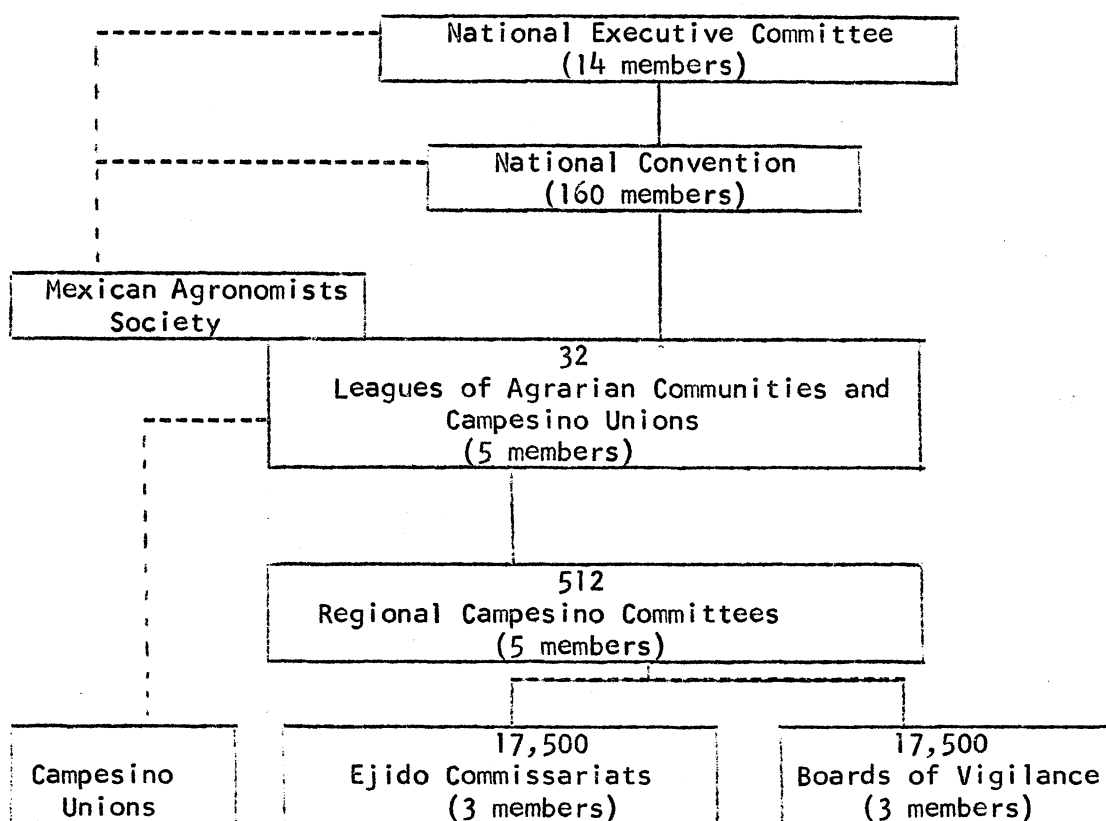 National Executive Committee
(14 members)
National Convention
(160 members)
Mexican Agronomists
Society
32
Leagues of Agrarian Communities and
Campesino Unions
(5 members)
512
Regional Campesino Committees
(5 members)
Campesino
Unions
17,500
Ejido Commissariats
(3 members)
17,500
Boards of Vigilance
(3 members)